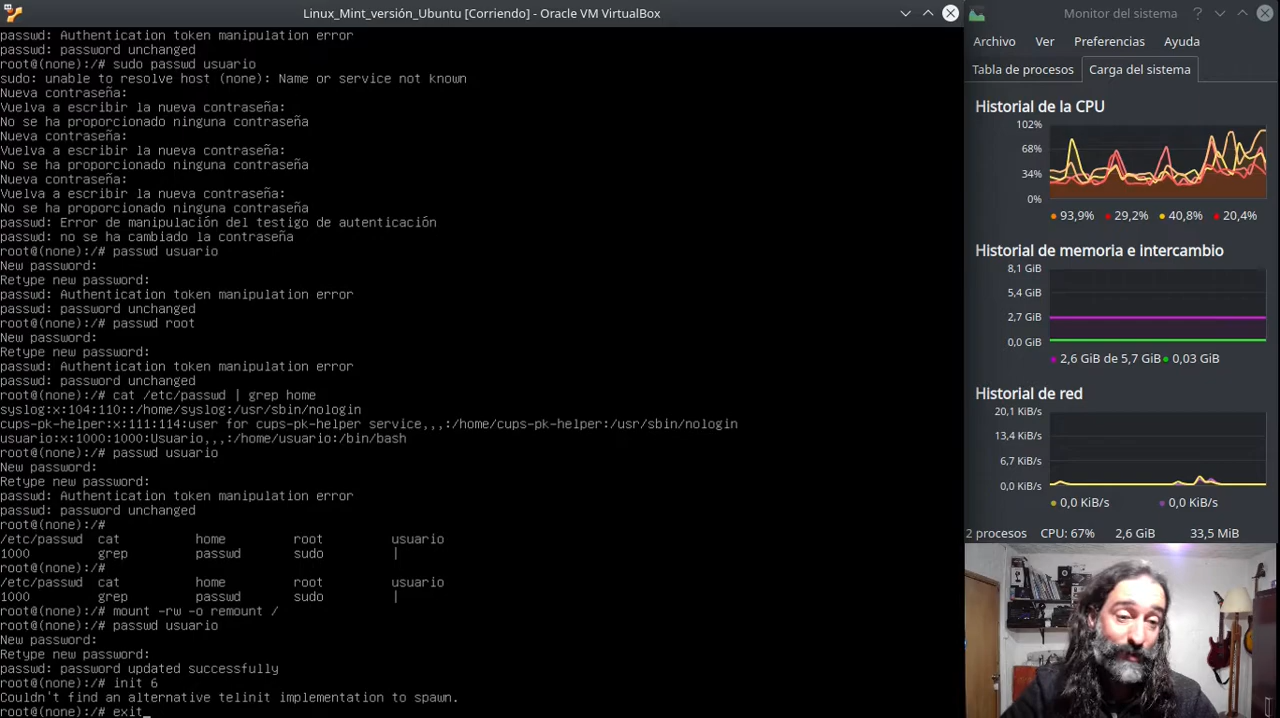 Linux_Mint_versión_Ubuntu [Corriendo] - Oracle VM VirtualBox
passwd: Authentication token manipulation error
passwd: password unchanged
root@(none):/# sudo passwd usuario
sudo: unable to resolve host (none): Name or service not known
Nueva contraseña:
Vuelva a escribir la nueva contraseña:
No se ha proporcionado ninguna contraseña
Nueva contraseña:
Vuelva a escribir la nueva contraseña:
No se ha proporcionado ninguna contraseña
Nueva contraseña:
Vuelva a escribir la nueva contraseña:
No se ha proporcionado ninguna contraseña
passwd: Error de manipulación del testigo de autenticación
passwd: no se ha cambiado la contraseña
root@(none):/# passwd usuario
New password:
Retype new password:
passwd: Authentication token manipulation error
passwd: password unchanged
root@(none):/# passwd root
New password:
Retype new password:
passwd: Authentication token manipulation error
passwd: password unchanged
root@(none):/# cat /etc/passwd | grep home
syslog:x:104:110::/home/syslog:/usr/sbin/nologin
cups-pk-helper:x:111:114:user for cups-pk-helper service,,,:/home/cups-pk-helper:/usr/sbin/nologin
usuario:x:1000:1000:Usuario,,,:/home/usuario:/bin/bash
root@(none):/# passwd usuario
New password:
Retype new password:
passwd: Authentication token manipulation error
passwd: password unchanged
root@(none):/#
/etc/passwd cat home root usuario
1000 grep passwd sudo |
root@(none):/#
/etc/passwd cat home root usuario
1000 grep passwd sudo |
root@(none):/# mount -rw -o remount /
root@(none):/# passwd usuario
New password:
Retype new password:
passwd: password updated successfully
root@(none):/# init 6
Couldn't find an alternative telinit implementation to spawn.
root@(none):/# exit_
Monitor del sistema
Archivo Ver Preferencias Ayuda
Tabla de procesos Carga del sistema
Historial de la CPU
102%
68%
34%
0%
93,9% 29,2% 40,8% 20,4%
Historial de memoria e intercambio
8,1 GiB
5,4 GiB
2,7 GiB
0,0 GiB
2,6 GiB de 5,7 GiB 0,03 GiB
Historial de red
20,1 KiB/s
13,4 KiB/s
6,7 KiB/s
0,0 KiB/s
0,0 KiB/s 0,0 KiB/s
2 procesos CPU: 67% 2,6 GiB 33,5 MiB